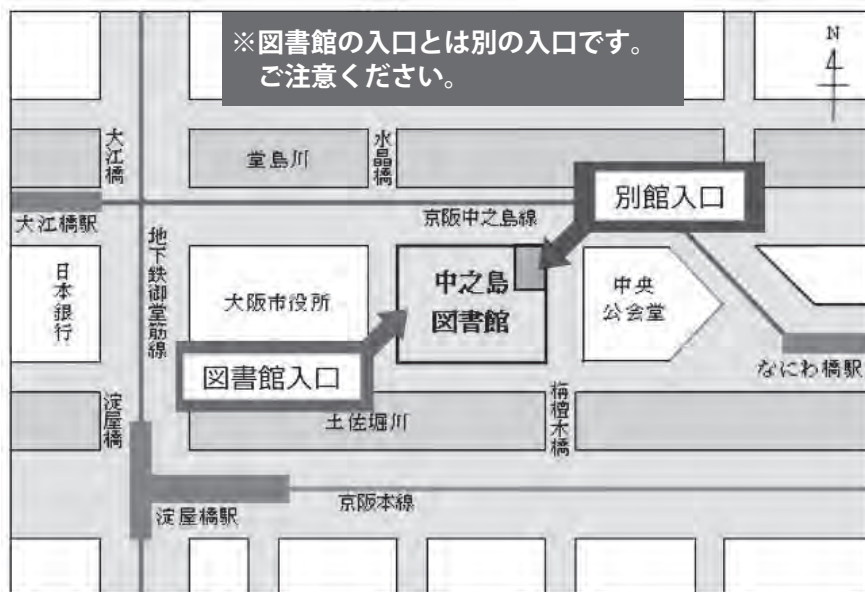 ※図書館の入口とは別の入口です。
ご注意ください。
N
大江橋
水晶橋
堂島川
別館入口
大江橋駅
京阪中之島線
地下鉄御堂筋線
日本銀行
大阪市役所
中之島
図書館
中央
公会堂
図書館入口
なにわ橋駅
淀屋橋
土佐堀川
栴檀木橋
淀屋橋駅
京阪本線